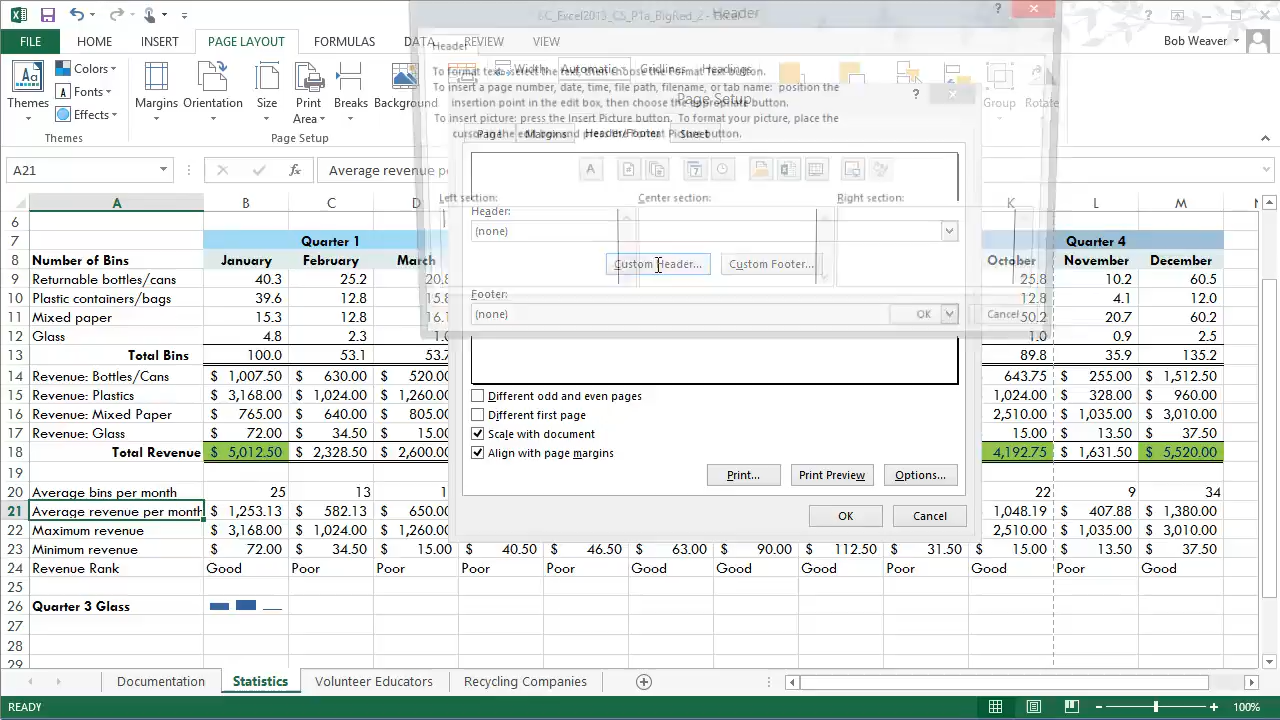 SC_Excel2013_CS_P1a_BigRed_2 - Excel
Header
FILE HOME INSERT PAGE LAYOUT FORMULAS DATA REVIEW VIEW Bob Weaver
Header
Themes Colors Fonts Effects Margins Orientation Size Print Area Breaks Background Width Automatic Gridlines Headings Group Rotate
Themes Page Setup
To format text: select the text, then choose the Format Text button.
To insert a page number, date, time, file path, filename, or tab name: position the
insertion point in the edit box, then choose the appropriate button.
To insert picture: press the Insert Picture button. To format your picture, place the
cursor in the edit box and press the Format Picture button.
Page Setup
Page Margins Header/Footer Sheet
A21 Average revenue p
Left section: Center section: Right section:
Header:
(none)
Custom Header... Custom Footer...
Footer:
(none)
OK Cancel
Different odd and even pages
Different first page
Scale with document
Align with page margins
Print... Print Preview Options...
OK Cancel
A B C D K L M
6
7 Quarter 1 Quarter 4
8 Number of Bins January February March October November December
9 Returnable bottles/cans 40.3 25.2 20.8 25.8 10.2 60.5
10 Plastic containers/bags 39.6 12.8 15.8 12.8 4.1 12.0
11 Mixed paper 15.3 12.8 16.1 50.2 20.7 60.2
12 Glass 4.8 2.3 1.0 1.0 0.9 2.5
13 Total Bins 100.0 53.1 53.7 89.8 35.9 135.2
14 Revenue: Bottles/Cans $ 1,007.50 $ 630.00 $ 520.00 643.75 $ 255.00 $ 1,512.50
15 Revenue: Plastics $ 3,168.00 $ 1,024.00 $ 1,260.00 1,024.00 $ 328.00 $ 960.00
16 Revenue: Mixed Paper $ 765.00 $ 640.00 $ 805.00 2,510.00 $ 1,035.00 $ 3,010.00
17 Revenue: Glass $ 72.00 $ 34.50 $ 15.00 15.00 $ 13.50 $ 37.50
18 Total Revenue $ 5,012.50 $ 2,328.50 $ 2,600.00 4,192.75 $ 1,631.50 $ 5,520.00
19
20 Average bins per month 25 13 1 22 9 34
21 Average revenue per month $ 1,253.13 $ 582.13 $ 650.00 $ 1,048.19 $ 407.88 $ 1,380.00
22 Maximum revenue $ 3,168.00 $ 1,024.00 $ 1,260.00 $ 2,510.00 $ 1,035.00 $ 3,010.00
23 Minimum revenue $ 72.00 $ 34.50 $ 15.00 $ 40.50 $ 46.50 $ 63.00 $ 90.00 $ 112.50 $ 31.50 $ 15.00 $ 13.50 $ 37.50
24 Revenue Rank Good Poor Poor Poor Poor Good Good Good Poor Good Poor Good
25
26 Quarter 3 Glass
27
28
29
Documentation Statistics Volunteer Educators Recycling Companies
READY 100%